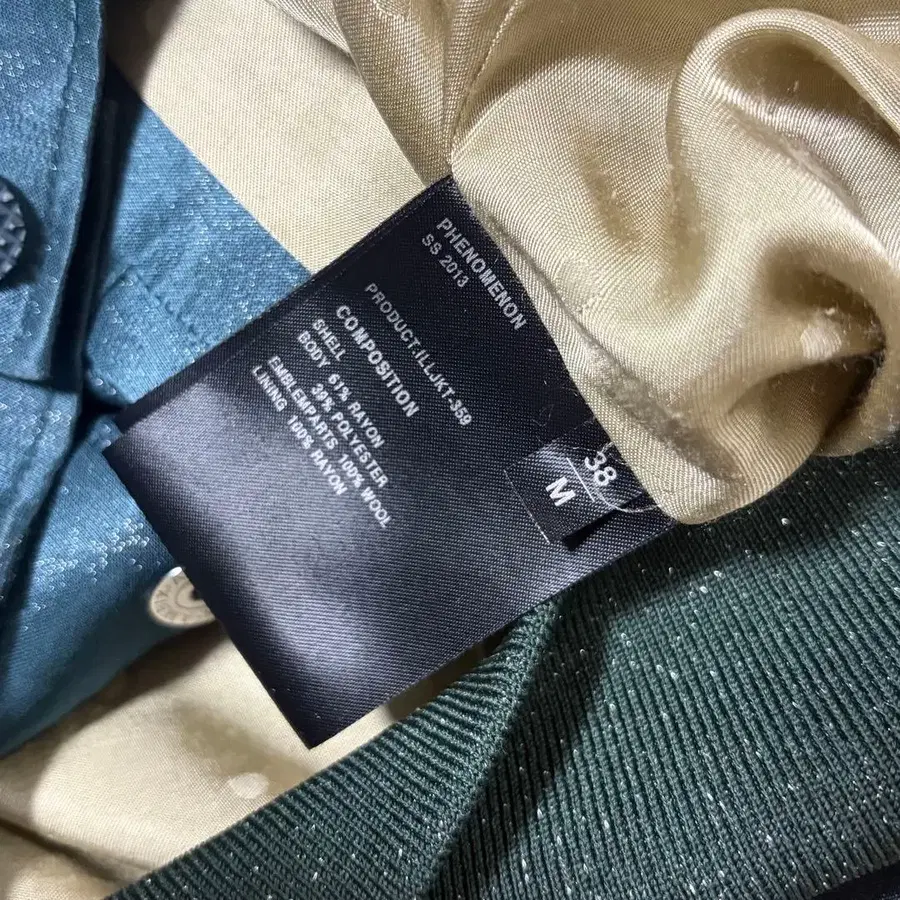 PHENOMENON
SS 2013
PRODUCT:ILLJKT-359
COMPOSITION
SHELL
BODY 61% RAYON
39% POLYESTER
EMBLEMPARTS 100% WOOL
LINING 100% RAYON
38
M